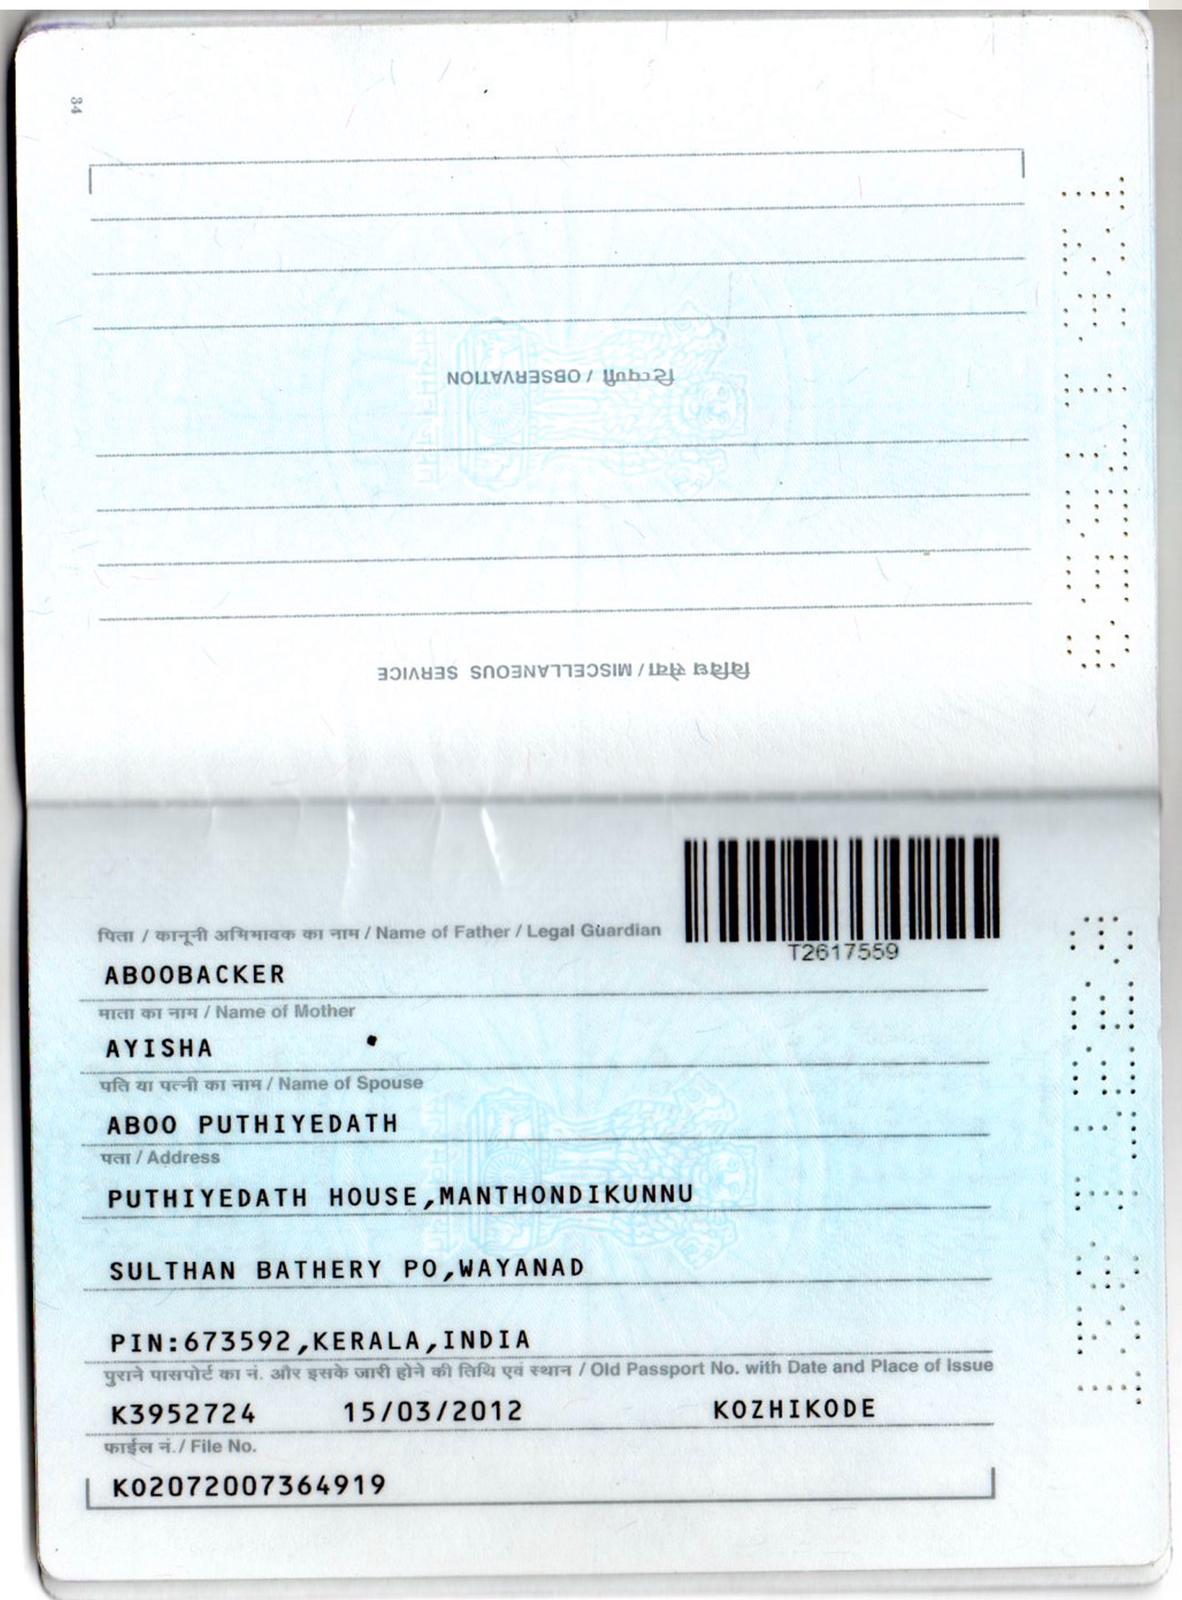 34
टिप्पणी / OBSERVATION
विविध सेवा / MISCELLANEOUS SERVICE
T2617559
पिता / कानूनी अभिभावक का नाम / Name of Father / Legal Guardian
ABOOBACKER
माता का नाम / Name of Mother
AYISHA
पति या पत्नी का नाम / Name of Spouse
ABOO PUTHIYEDATH
पता / Address
PUTHIYEDATH HOUSE,MANTHONDIKUNNU
SULTHAN BATHERY PO,WAYANAD
PIN:673592,KERALA,INDIA
पुराने पासपोर्ट का नं. और इसके जारी होने की तिथि एवं स्थान / Old Passport No. with Date and Place of Issue
K3952724 15/03/2012 KOZHIKODE
फाईल नं./ File No.
KO2072007364919